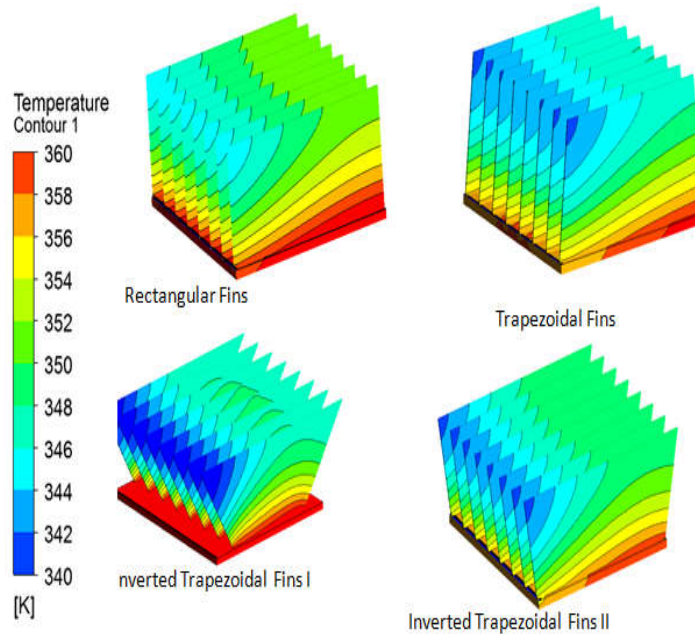 Temperature
Contour 1
360
358
356
354
352
350
348
346
344
342
340
[K]
Rectangular Fins
Trapezoidal Fins
nverted Trapezoidal Fins I
Inverted Trapezoidal Fins II